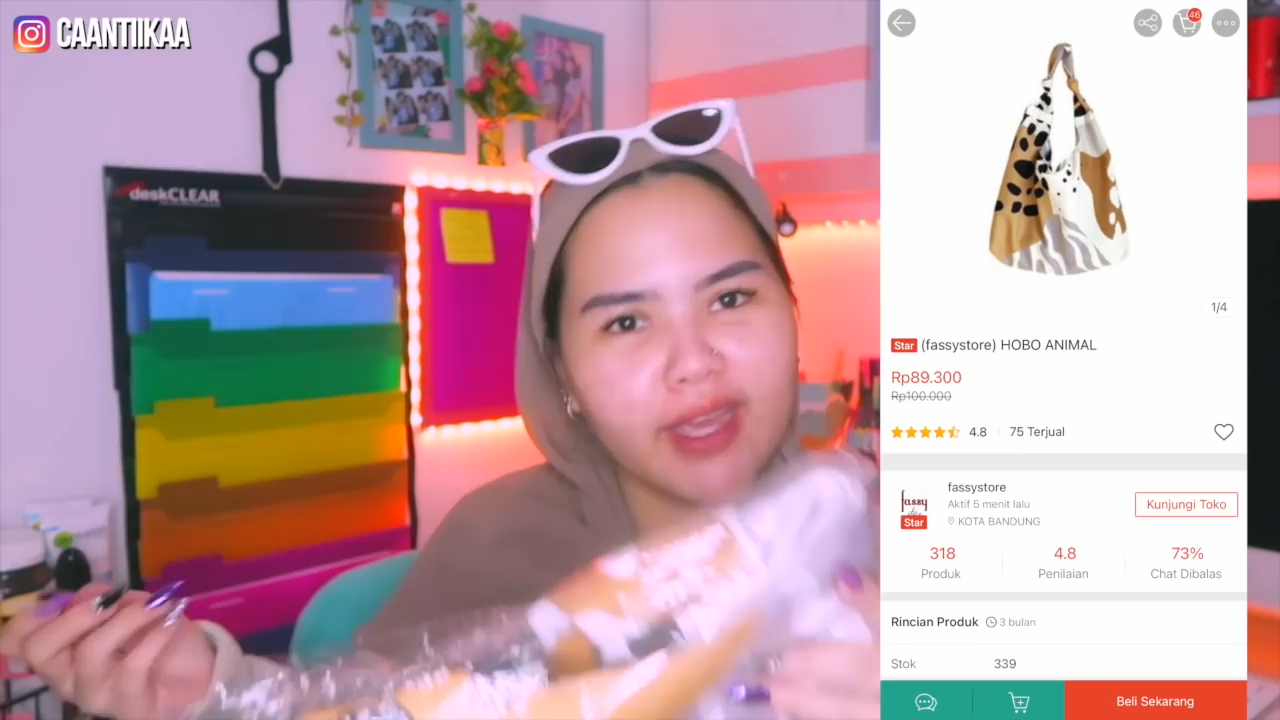 CAANTIIKAA
deskCLEAR
46
1/4
Star (fassystore) HOBO ANIMAL
Rp89.300
Rp100.000
4.8
75 Terjual
fassystore
Aktif 5 menit lalu
KOTA BANDUNG
Kunjungi Toko
fassy
Star
318
4.8
73%
Produk
Penilaian
Chat Dibalas
Rincian Produk
3 bulan
Stok
339
Beli Sekarang